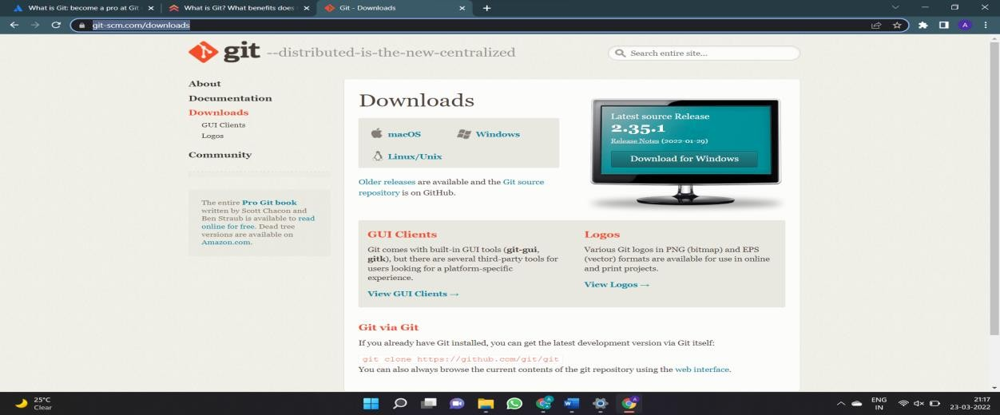 What is Git: become a pro at Git
What is Git? What benefits does
Git - Downloads
git-scm.com/downloads
A
git --distributed-is-the-new-centralized
Search entire site...
About
Documentation
Downloads
GUI Clients
Logos
Community
The entire Pro Git book
written by Scott Chacon and
Ben Straub is available to read
online for free. Dead tree
versions are available on
Amazon.com.
Downloads
macOS
Windows
Linux/Unix
Older releases are available and the Git source
repository is on GitHub.
Latest source Release
2.35.1
Release Notes (2022-01-29)
Download for Windows
GUI Clients
Git comes with built-in GUI tools (git-gui,
gitk), but there are several third-party tools for
users looking for a platform-specific
experience.
View GUI Clients →
Logos
Various Git logos in PNG (bitmap) and EPS
(vector) formats are available for use in online
and print projects.
View Logos →
Git via Git
If you already have Git installed, you can get the latest development version via Git itself:
git clone https://github.com/git/git
You can also always browse the current contents of the git repository using the web interface.
25°C
Clear
ENG
IN
21:17
23-03-2022